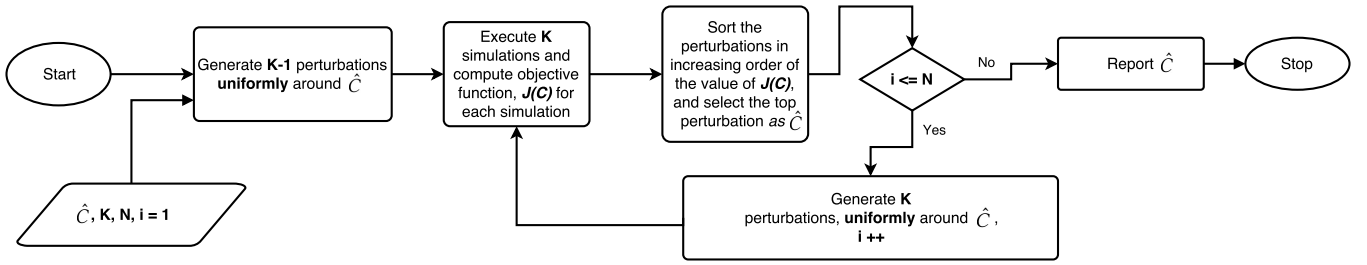 Start
Generate K-1 perturbations
uniformly around Ĉ
Ĉ, K, N, i = 1
Execute K
simulations and
compute objective
function, J(C) for
each simulation
Sort the
perturbations in
increasing order of
the value of J(C),
and select the top
perturbation as Ĉ
i <= N
No
Yes
Report Ĉ
Stop
Generate K
perturbations, uniformly around Ĉ ,
i ++